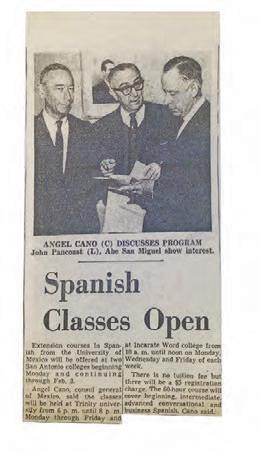 ANGEL CANO (C) DISCUSSES PROGRAM
John Pancoast (L), Abe San Miguel show interest.
Spanish
Classes Open
Extension courses in Span-
ish from the University of
Mexico will be offered at two
San Antonio colleges beginning
Monday and continuing
through Feb. 3.
Angel Cano, consul general
of Mexico, said the classes
will be held at Trinity univer-
sity from 6 p. m. until 8 p. m.
Monday through Friday and
at Incarate Word college from
10 a. m. until noon on Monday,
Wednesday and Friday of each
week.
There is no tuition fee but
there will be a $5 registration
charge. The 60-hour course will
cover beginning, intermediate,
advanced conversational and
business Spanish, Cano said.